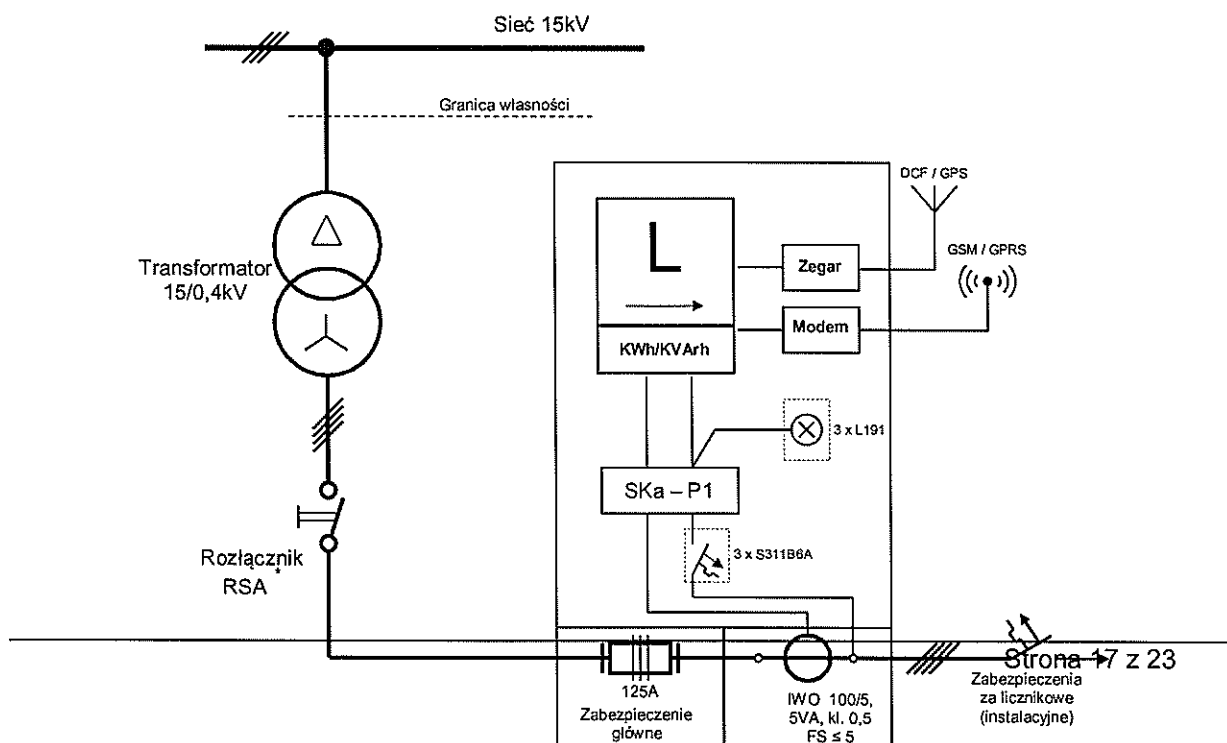 Sieć 15kV
Granica własności
DCF / GPS
L
Zegar
GSM / GPRS
Transformator
15/0,4kV
Modem
KWh/KVArh
3 x L191
SKa – P1
3 x S311B6A
Rozłącznik
RSA*
Strona 17 z 23
125A
Zabezpieczenie
główne
IWO 100/5,
5VA, kl. 0,5
FS ≤ 5
Zabezpieczenia
za licznikowe
(instalacyjne)